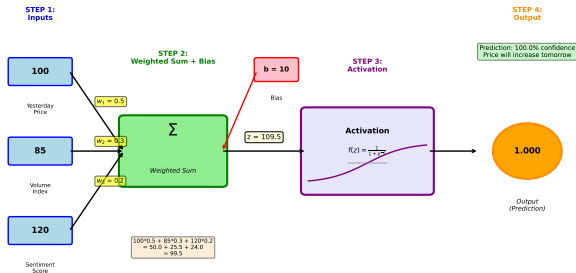 STEP 1:
Inputs
100
Yesterday
Price
85
Volume
Index
120
Sentiment
Score
w₁ = 0.5
w₂ = 0.3
w₃ = 0.2
STEP 2:
Weighted Sum + Bias
Σ
Weighted Sum
100*0.5 + 85*0.3 + 120*0.2
= 50.0 + 25.5 + 24.0
= 99.5
b = 10
Bias
z = 109.5
STEP 3:
Activation
Activation
f(z) = 1/(1+e⁻ᶻ)
STEP 4:
Output
Prediction: 100.0% confidence
Price will increase tomorrow
1.000
Output
(Prediction)